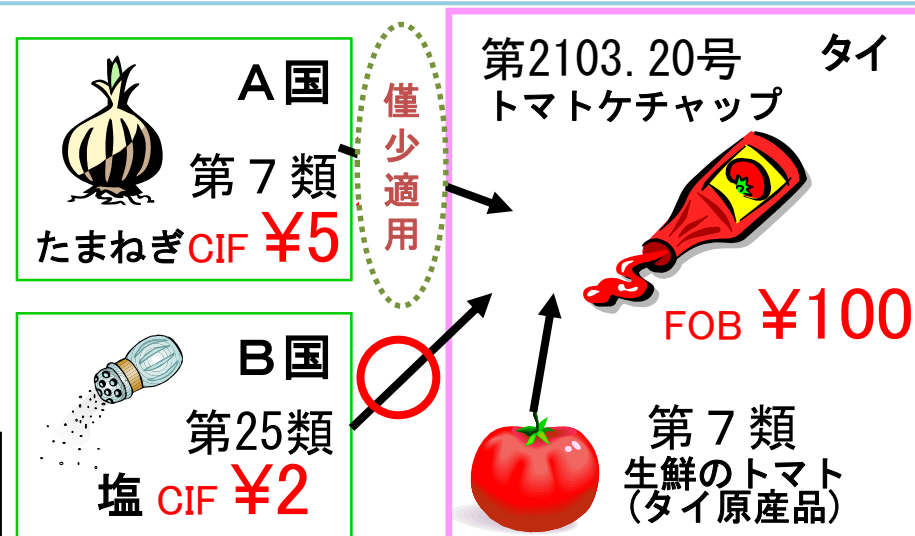 A国
第７類
たまねぎCIF ¥5
僅少適用
B国
第25類
塩 CIF ¥2
第2103.20号 タイ
トマトケチャップ
FOB ¥100
第７類
生鮮のトマト
（タイ原産品）